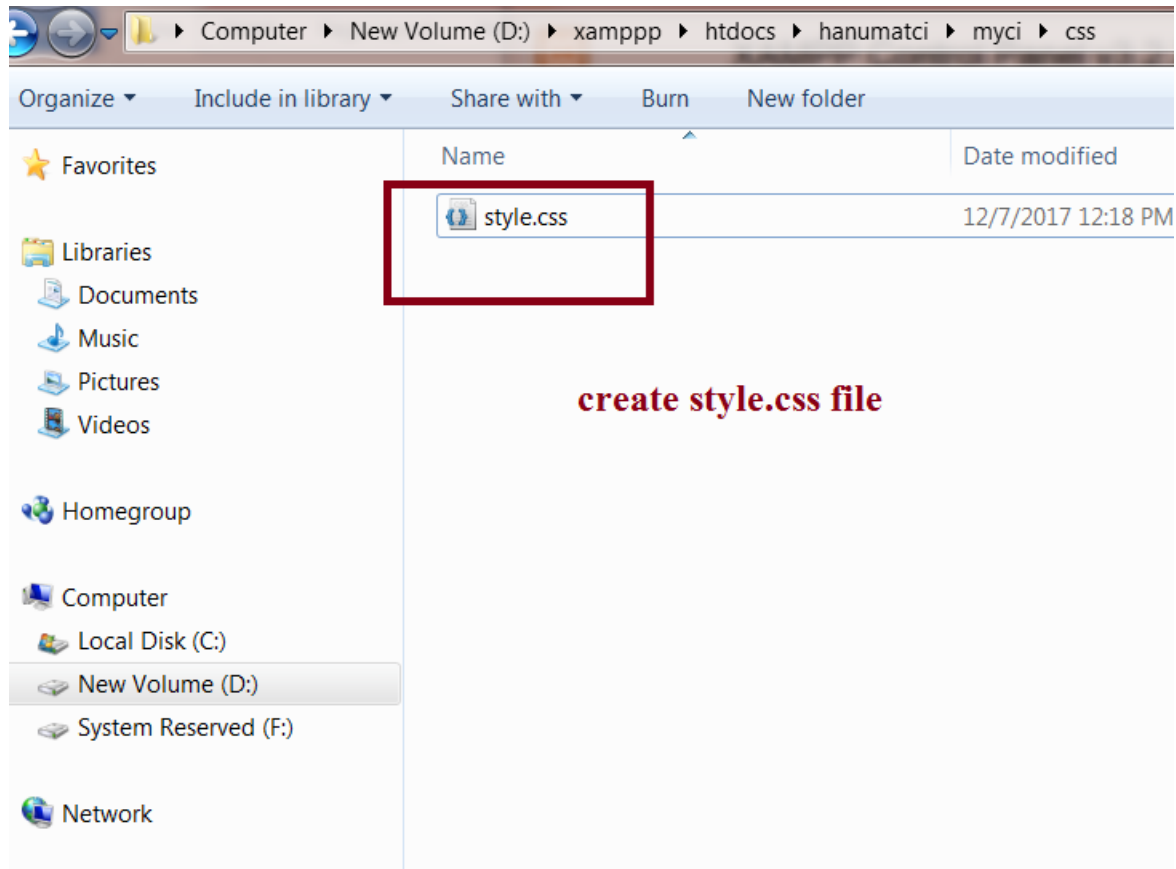 Computer New Volume (D:) xamppp htdocs hanumatci myci css
Organize Include in library Share with Burn New folder
Favorites
Libraries
Documents
Music
Pictures
Videos
Homegroup
Computer
Local Disk (C:)
New Volume (D:)
System Reserved (F:)
Network
Name Date modified
style.css 12/7/2017 12:18 PM
create style.css file